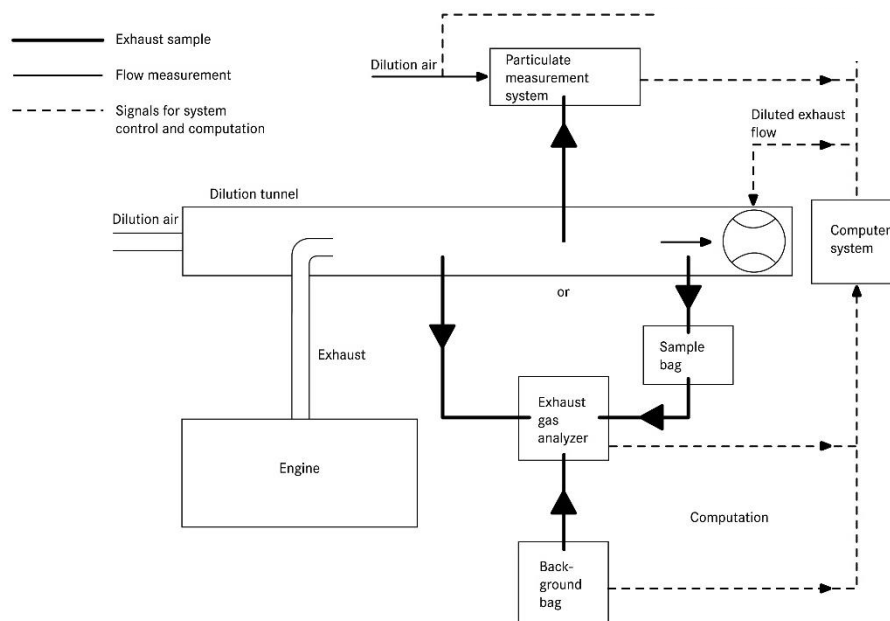 Exhaust sample
Flow measurement
Signals for system
control and computation
Dilution air
Particulate
measurement
system
Diluted exhaust
flow
Dilution tunnel
Dilution air
Computer
system
or
Exhaust
Sample
bag
Exhaust
gas
analyzer
Engine
Computation
Back-
ground
bag